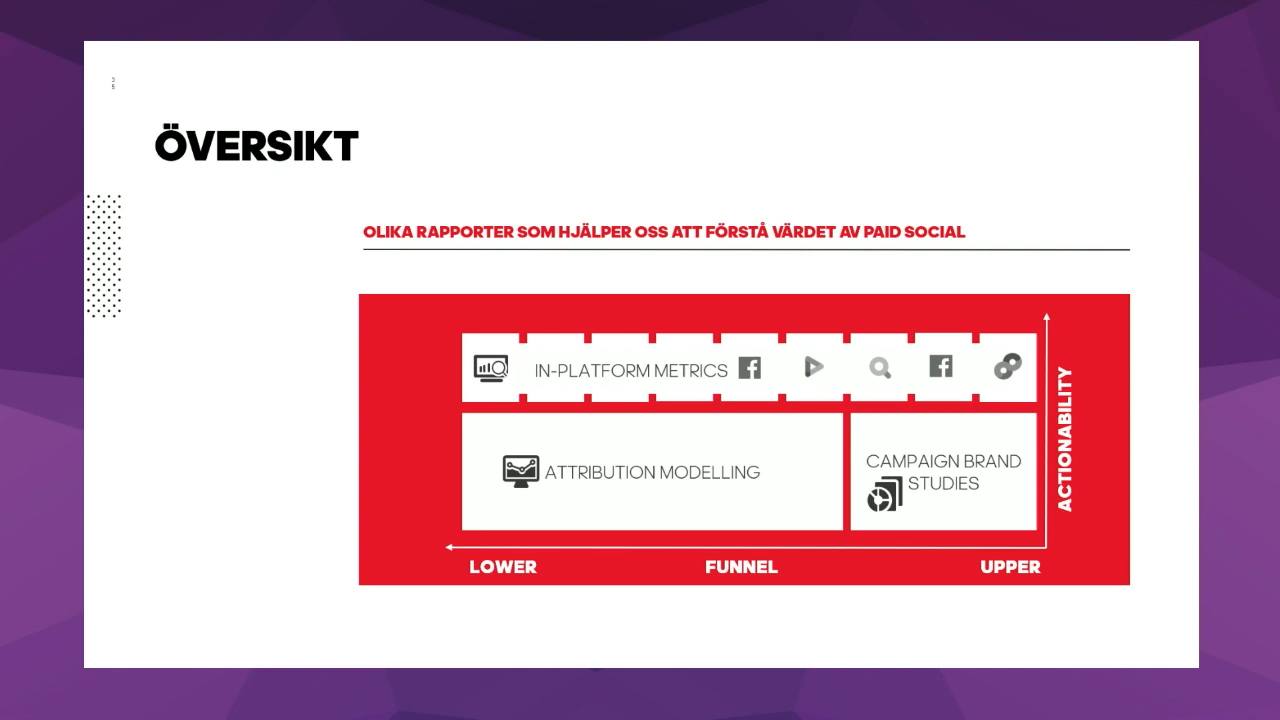 ÖVERSIKT
OLIKA RAPPORTER SOM HJÄLPER OSS ATT FÖRSTÅ VÄRDET AV PAID SOCIAL
IN-PLATFORM METRICS
ATTRIBUTION MODELLING
CAMPAIGN BRAND
STUDIES
ACTIONABILITY
LOWER
FUNNEL
UPPER